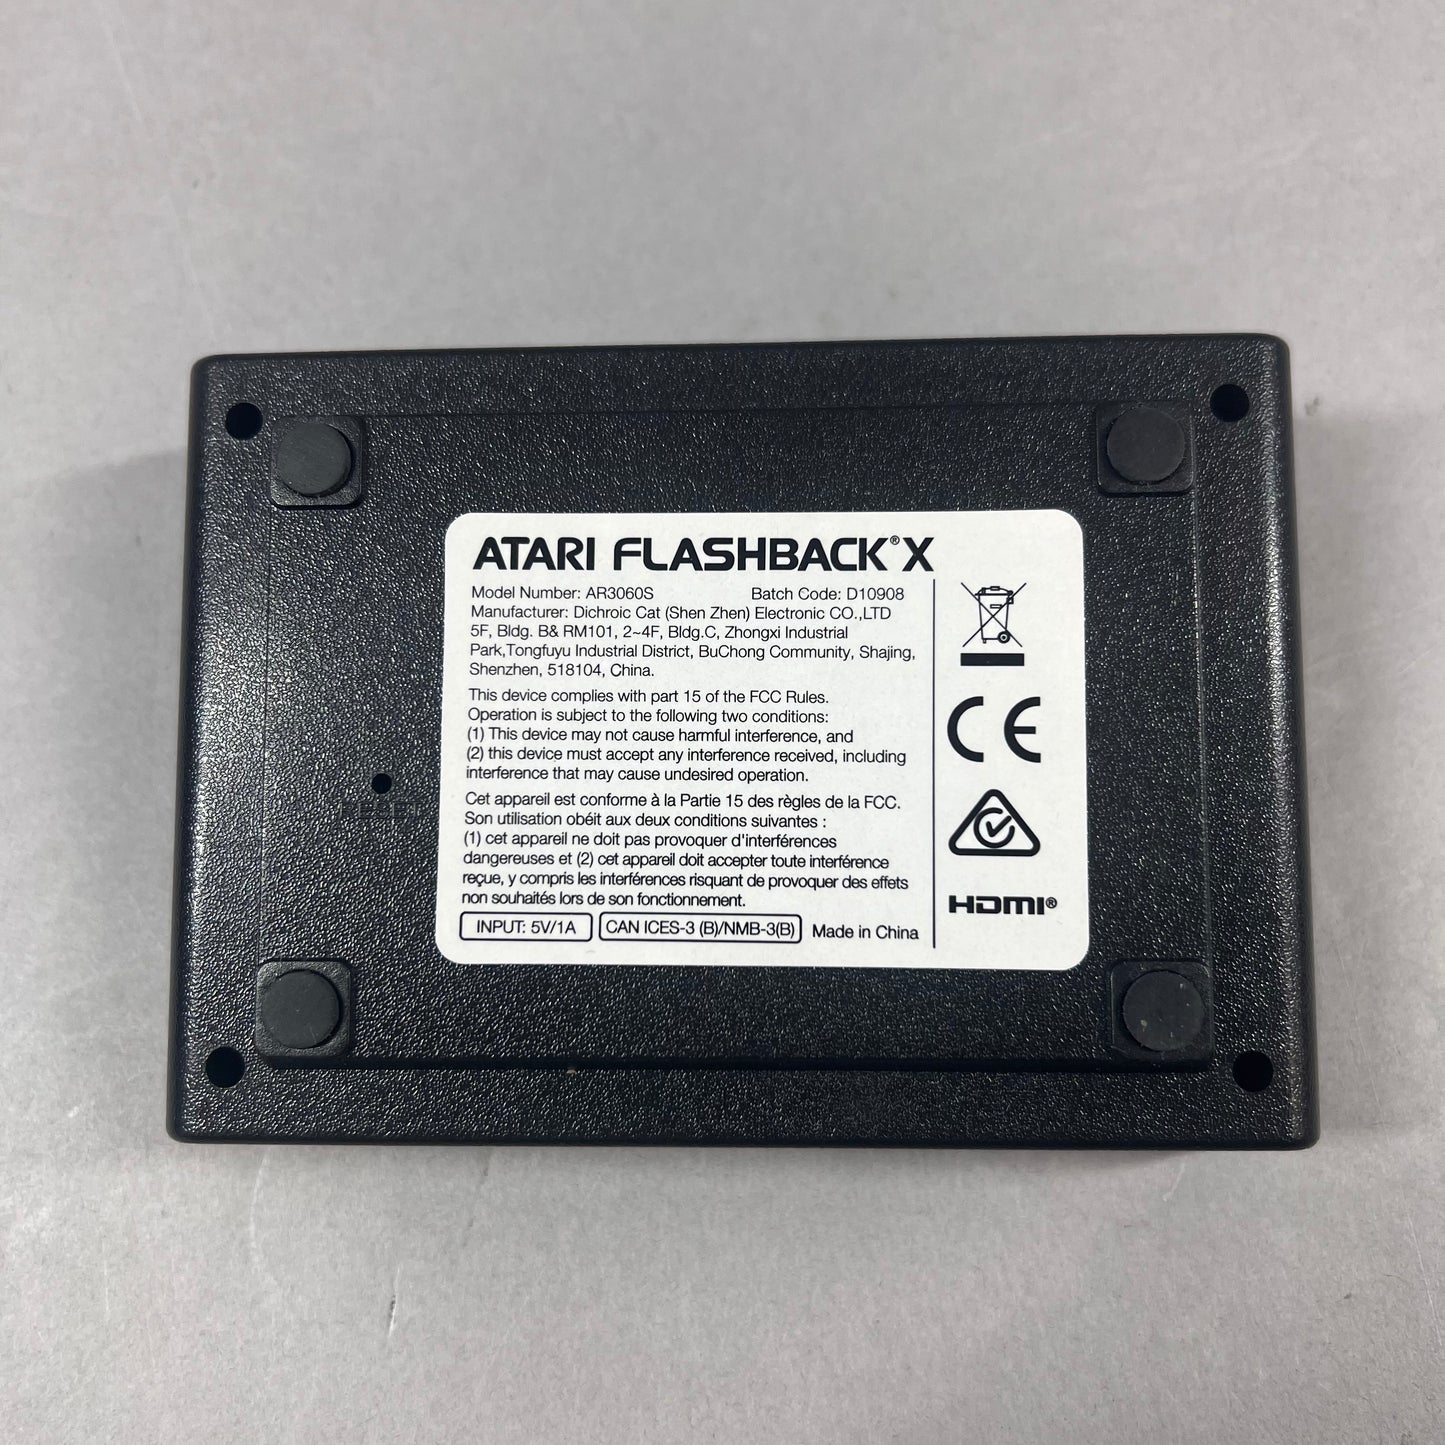 ATARI FLASHBACK® X
Model Number: AR3060S Batch Code: D10908
Manufacturer: Dichroic Cat (Shen Zhen) Electronic CO.,LTD
5F, Bldg. B& RM101, 2~4F, Bldg.C, Zhongxi Industrial
Park,Tongfuyu Industrial District, BuChong Community, Shajing,
Shenzhen, 518104, China.
This device complies with part 15 of the FCC Rules.
Operation is subject to the following two conditions:
(1) This device may not cause harmful interference, and
(2) this device must accept any interference received, including
interference that may cause undesired operation.
Cet appareil est conforme à la Partie 15 des règles de la FCC.
Son utilisation obéit aux deux conditions suivantes :
(1) cet appareil ne doit pas provoquer d'interférences
dangereuses et (2) cet appareil doit accepter toute interférence
reçue, y compris les interférences risquant de provoquer des effets
non souhaités lors de son fonctionnement.
INPUT: 5V/1A CAN ICES-3 (B)/NMB-3(B) Made in China
CE
HDMI®
RESET